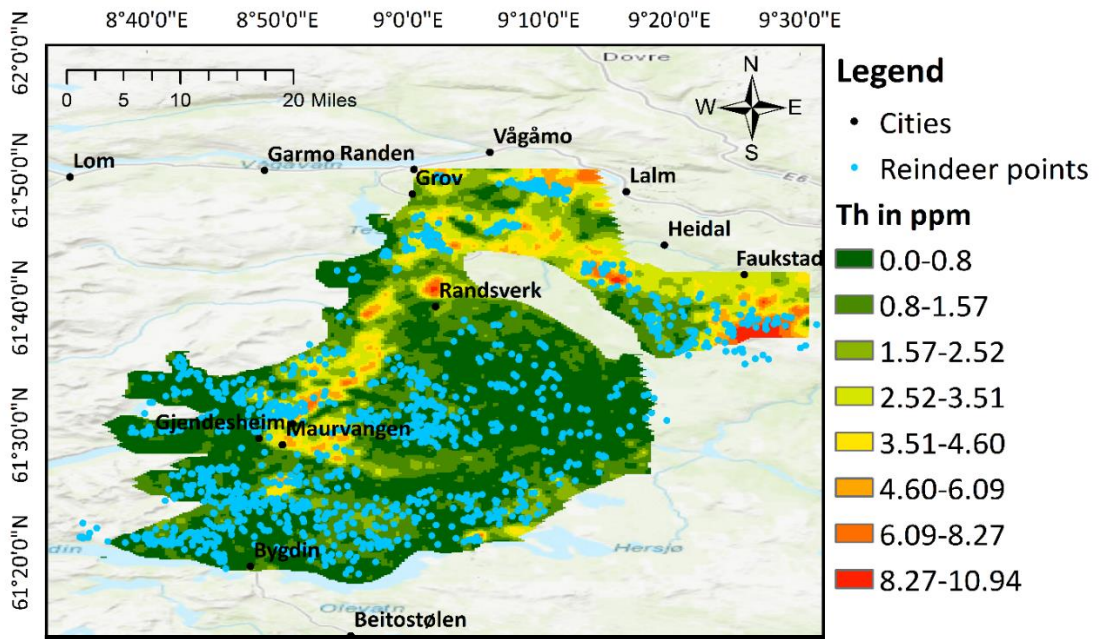 8°40'0"E 8°50'0"E 9°0'0"E 9°10'0"E 9°20'0"E 9°30'0"E
62°0'0"N
61°50'0"N
61°40'0"N
61°30'0"N
61°20'0"N
Dovre
0 5 10 20 Miles
N
W E
S
Vågåmo
Lom
Garmo
Randen
Vågåvatn
Grov
Lalm
E6
Heidal
Faukstad
Randsverk
Gjendesheim
Maurvangen
Bygdin
Hersjø
Olevatn
Beitostølen
Legend
Cities
Reindeer points
Th in ppm
0.0-0.8
0.8-1.57
1.57-2.52
2.52-3.51
3.51-4.60
4.60-6.09
6.09-8.27
8.27-10.94